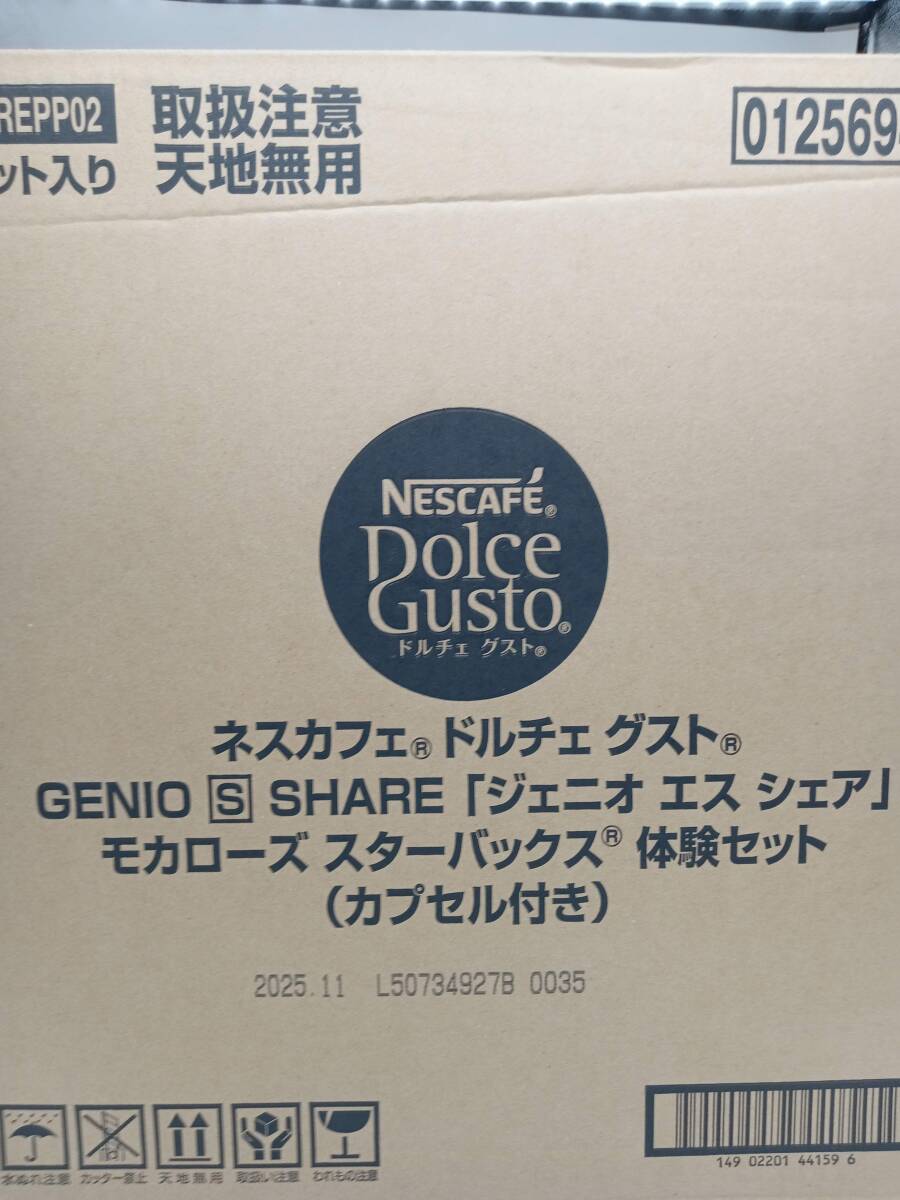 REPP02
取扱注意
012569
ット入り
天地無用
NESCAFÉ®
Dolce
Gusto®
ドルチェ グスト®
ネスカフェ® ドルチェ グスト®
GENIO S SHARE「ジェニオ エス シェア」
モカローズ スターバックス® 体験セット
（カプセル付き）
2025.11 L50734927B 0035
水ぬれ注意 カッター禁止 天地無用 取扱い注意 われもの注意
149 02201 44159 6